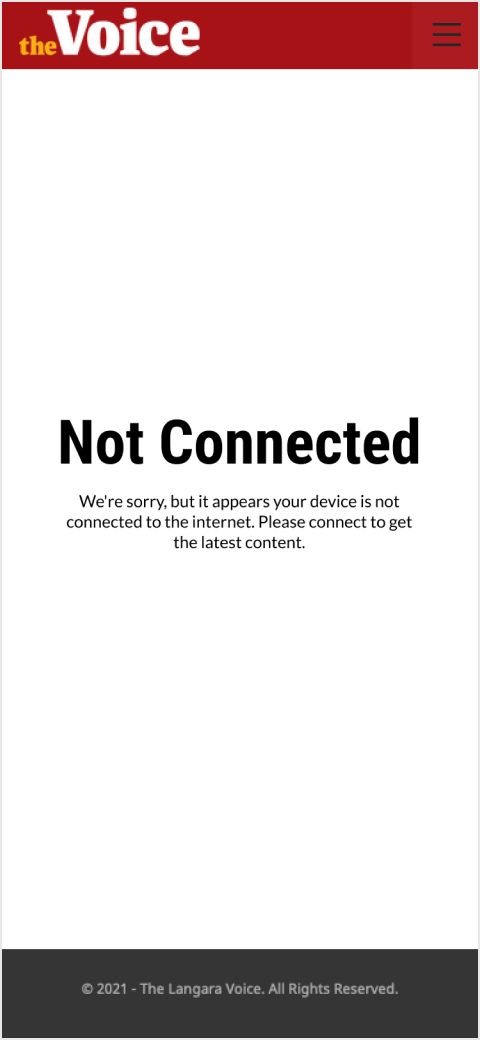 theVoice
Not Connected
We're sorry, but it appears your device is not
connected to the internet. Please connect to get
the latest content.
© 2021 - The Langara Voice. All Rights Reserved.